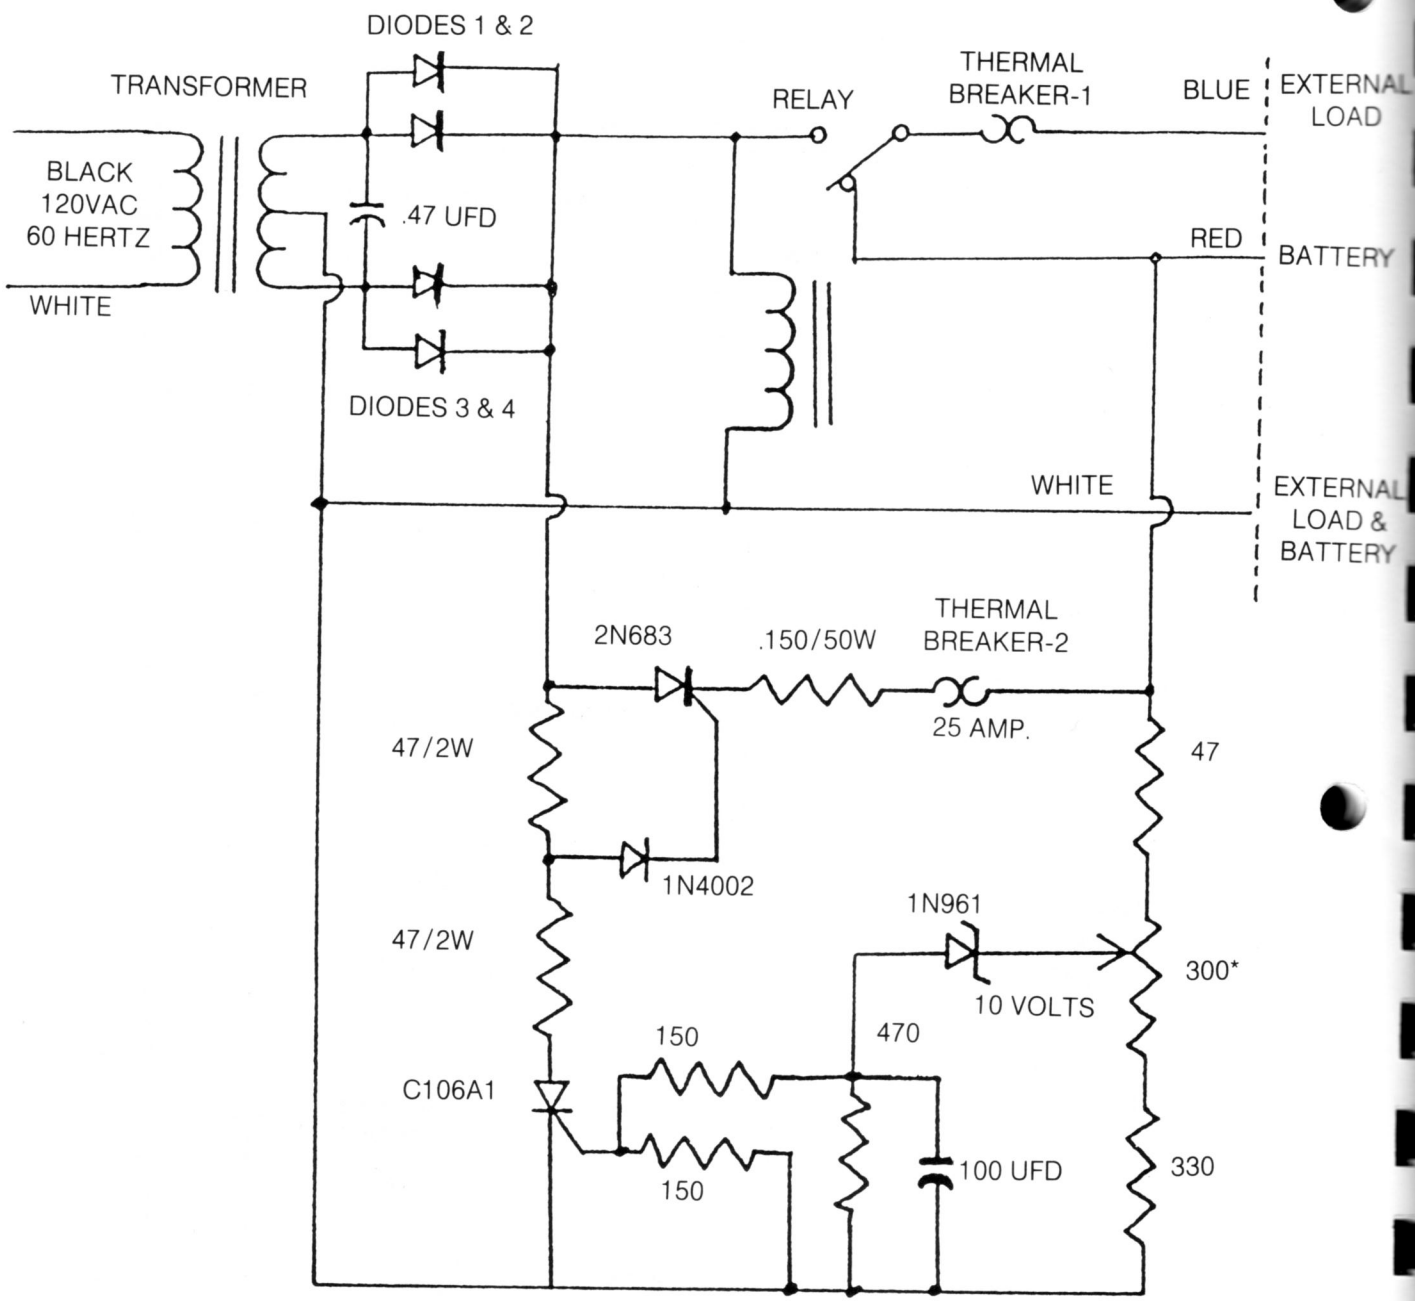 DIODES 1 & 2
TRANSFORMER
BLACK
120VAC
60 HERTZ
WHITE
.47 UFD
DIODES 3 & 4
RELAY
THERMAL
BREAKER-1
BLUE
EXTERNAL
LOAD
RED
BATTERY
WHITE
EXTERNAL
LOAD &
BATTERY
2N683
.150/50W
THERMAL
BREAKER-2
25 AMP.
47/2W
47
1N4002
47/2W
1N961
10 VOLTS
300*
150
470
C106A1
150
100 UFD
330